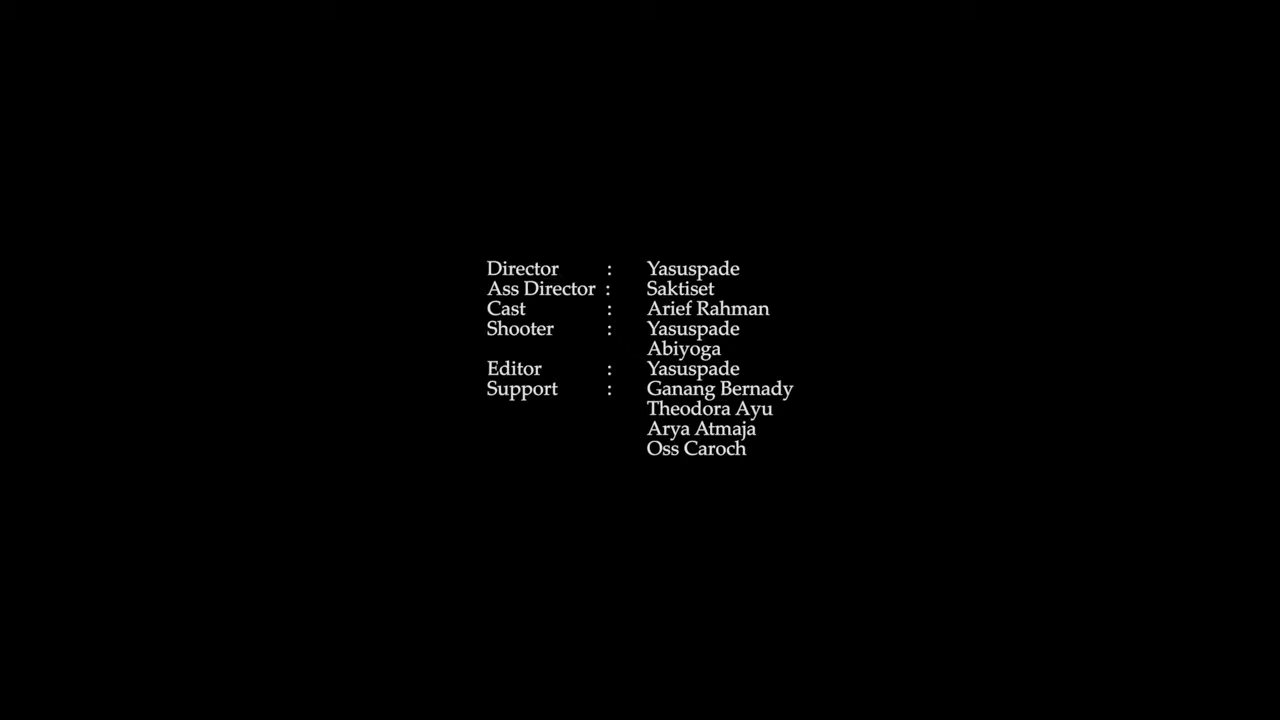 Director : Yasuspade
Ass Director : Saktiset
Cast : Arief Rahman
Shooter : Yasuspade
Abiyoga
Editor : Yasuspade
Support : Ganang Bernady
Theodora Ayu
Arya Atmaja
Oss Caroch